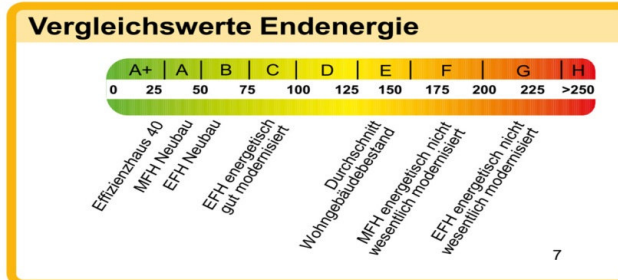 Vergleichswerte Endenergie
A+ | A | B | C | D | E | F | G | H
0 25 50 75 100 125 150 175 200 225 >250
Effizienzhaus 40
MFH Neubau
EFH Neubau
EFH energetisch
gut modernisiert
Durchschnitt
Wohngebäudebestand
MFH energetisch nicht
wesentlich modernisiert
EFH energetisch nicht
wesentlich modernisiert
7